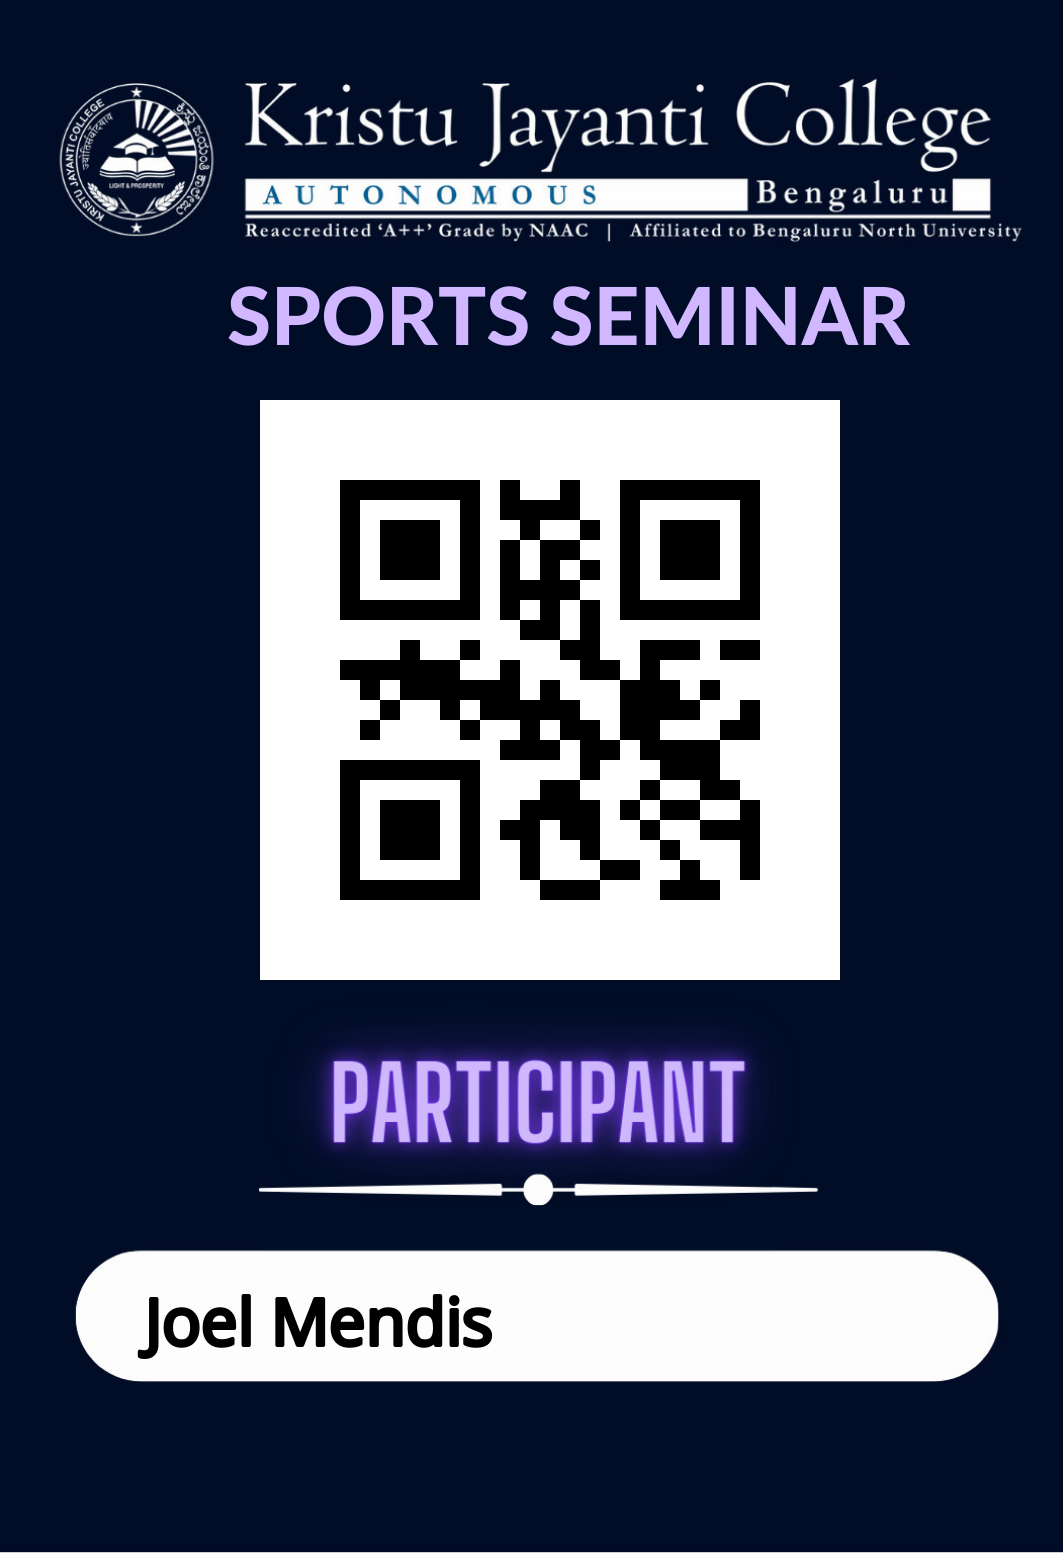 Kristu Jayanti College
AUTONOMOUS Bengaluru
Reaccredited ‘A++’ Grade by NAAC | Affiliated to Bengaluru North University
KRISTU JAYANTI COLLEGE
LIGHT & PROSPERITY
SPORTS SEMINAR
PARTICIPANT
Joel Mendis